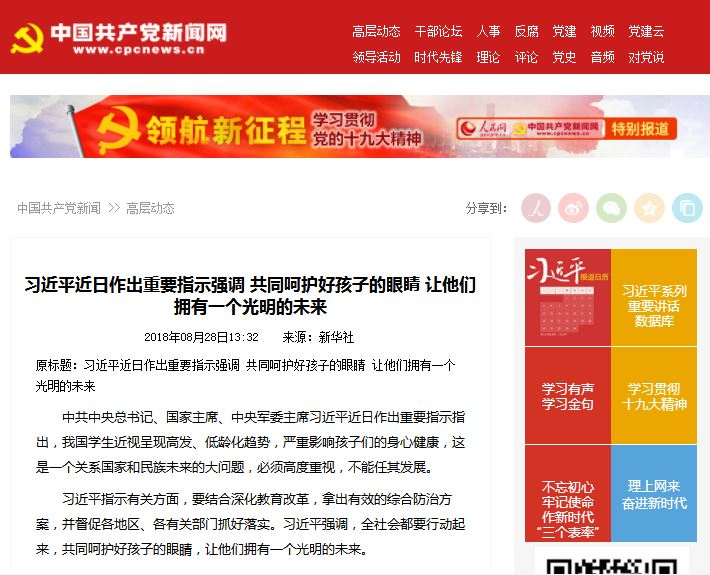 中国共产党新闻网
www.cpcnews.cn
高层动态 干部论坛 人事 反腐 党建 视频 党建云
领导活动 时代先锋 理论 评论 党史 音频 对党说
领航新征程
学习贯彻
党的十九大精神
人民网
中国共产党新闻网
特别报道
中国共产党新闻 >> 高层动态
分享到：
习近平近日作出重要指示强调 共同呵护好孩子的眼睛 让他们
拥有一个光明的未来
2018年08月28日13:32 来源：新华社
原标题：习近平近日作出重要指示强调 共同呵护好孩子的眼睛 让他们拥有一个
光明的未来
中共中央总书记、国家主席、中央军委主席习近平近日作出重要指示指
出，我国学生近视呈现高发、低龄化趋势，严重影响孩子们的身心健康，这
是一个关系国家和民族未来的大问题，必须高度重视，不能任其发展。
习近平指示有关方面，要结合深化教育改革，拿出有效的综合防治方
案，并督促各地区、各有关部门抓好落实。习近平强调，全社会都要行动起
来，共同呵护好孩子的眼睛，让他们拥有一个光明的未来。
习近平
报道日历
习近平系列
重要讲话
数据库
学习有声
学习金句
学习贯彻
十九大精神
不忘初心
牢记使命
作新时代
“三个表率”
理上网来
奋进新时代